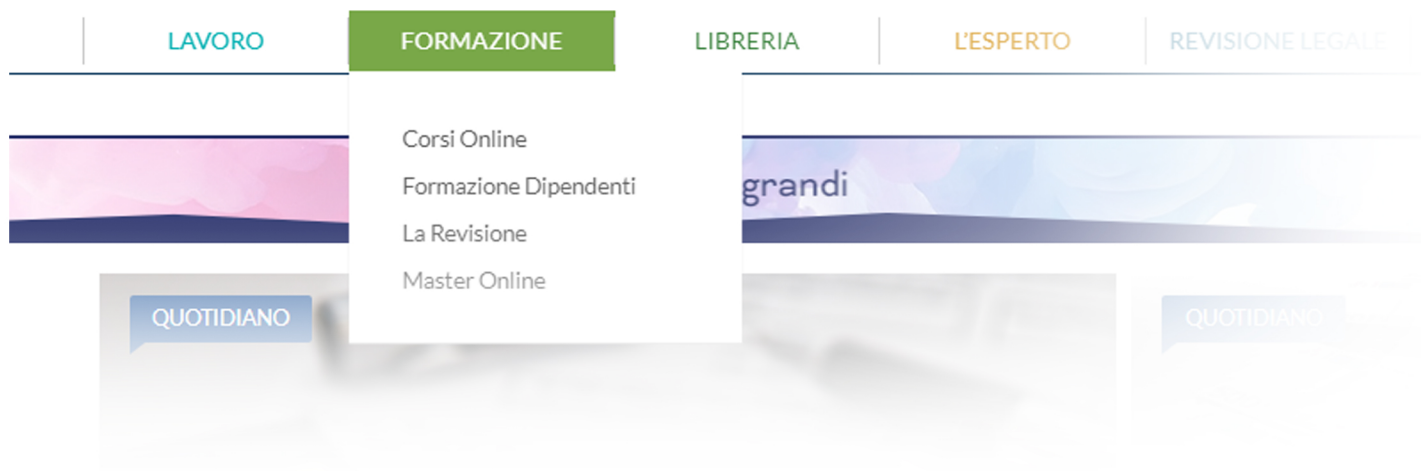 LAVORO
FORMAZIONE
LIBRERIA
L'ESPERTO
REVISIONE LEGALE
Corsi Online
Formazione Dipendenti
La Revisione
Master Online
grandi
QUOTIDIANO
QUOTIDIANO